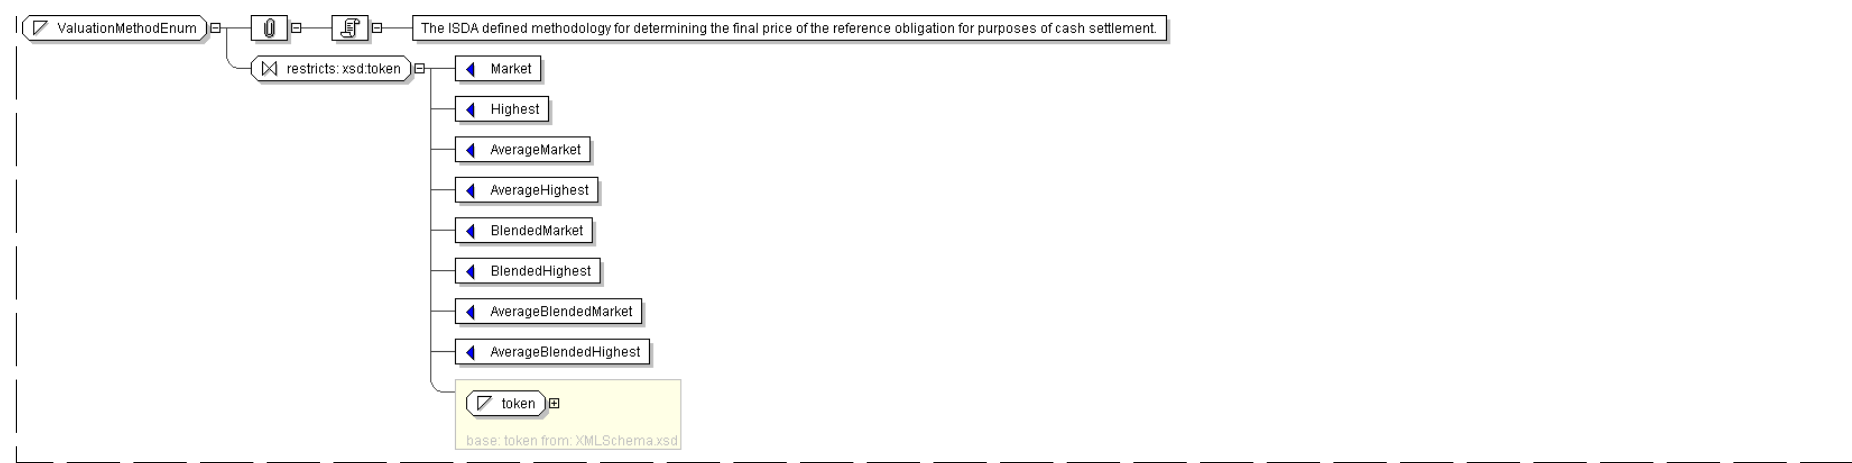 ValuationMethodEnum
The ISDA defined methodology for determining the final price of the reference obligation for purposes of cash settlement.
restricts: xsd:token
Market
Highest
AverageMarket
AverageHighest
BlendedMarket
BlendedHighest
AverageBlendedMarket
AverageBlendedHighest
token
base: token from: XMLSchema.xsd